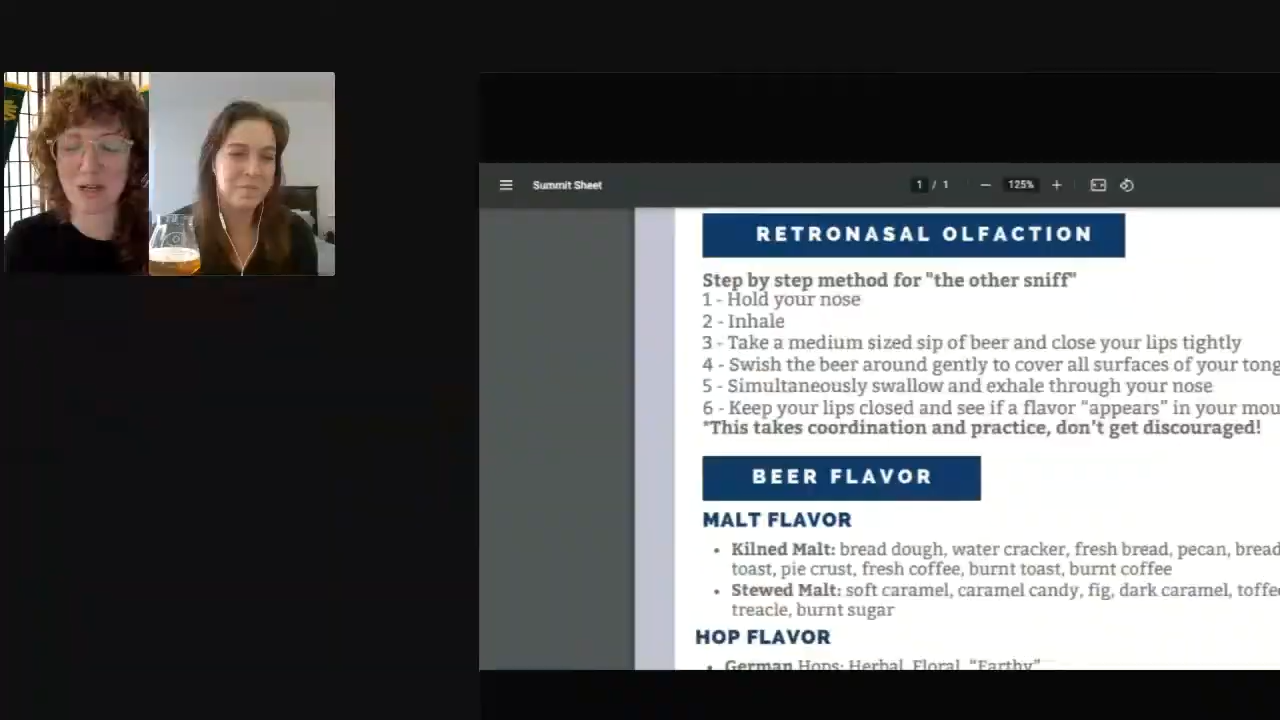 Summit Sheet
1 / 1
125%
RETRONASAL OLFACTION
Step by step method for "the other sniff"
1 - Hold your nose
2 - Inhale
3 - Take a medium sized sip of beer and close your lips tightly
4 - Swish the beer around gently to cover all surfaces of your tong
5 - Simultaneously swallow and exhale through your nose
6 - Keep your lips closed and see if a flavor “appears” in your mou
*This takes coordination and practice, don't get discouraged!
BEER FLAVOR
MALT FLAVOR
• Kilned Malt: bread dough, water cracker, fresh bread, pecan, bread
toast, pie crust, fresh coffee, burnt toast, burnt coffee
• Stewed Malt: soft caramel, caramel candy, fig, dark caramel, toffe
treacle, burnt sugar
HOP FLAVOR
• German Hops: Herbal, Floral, “Earthy”